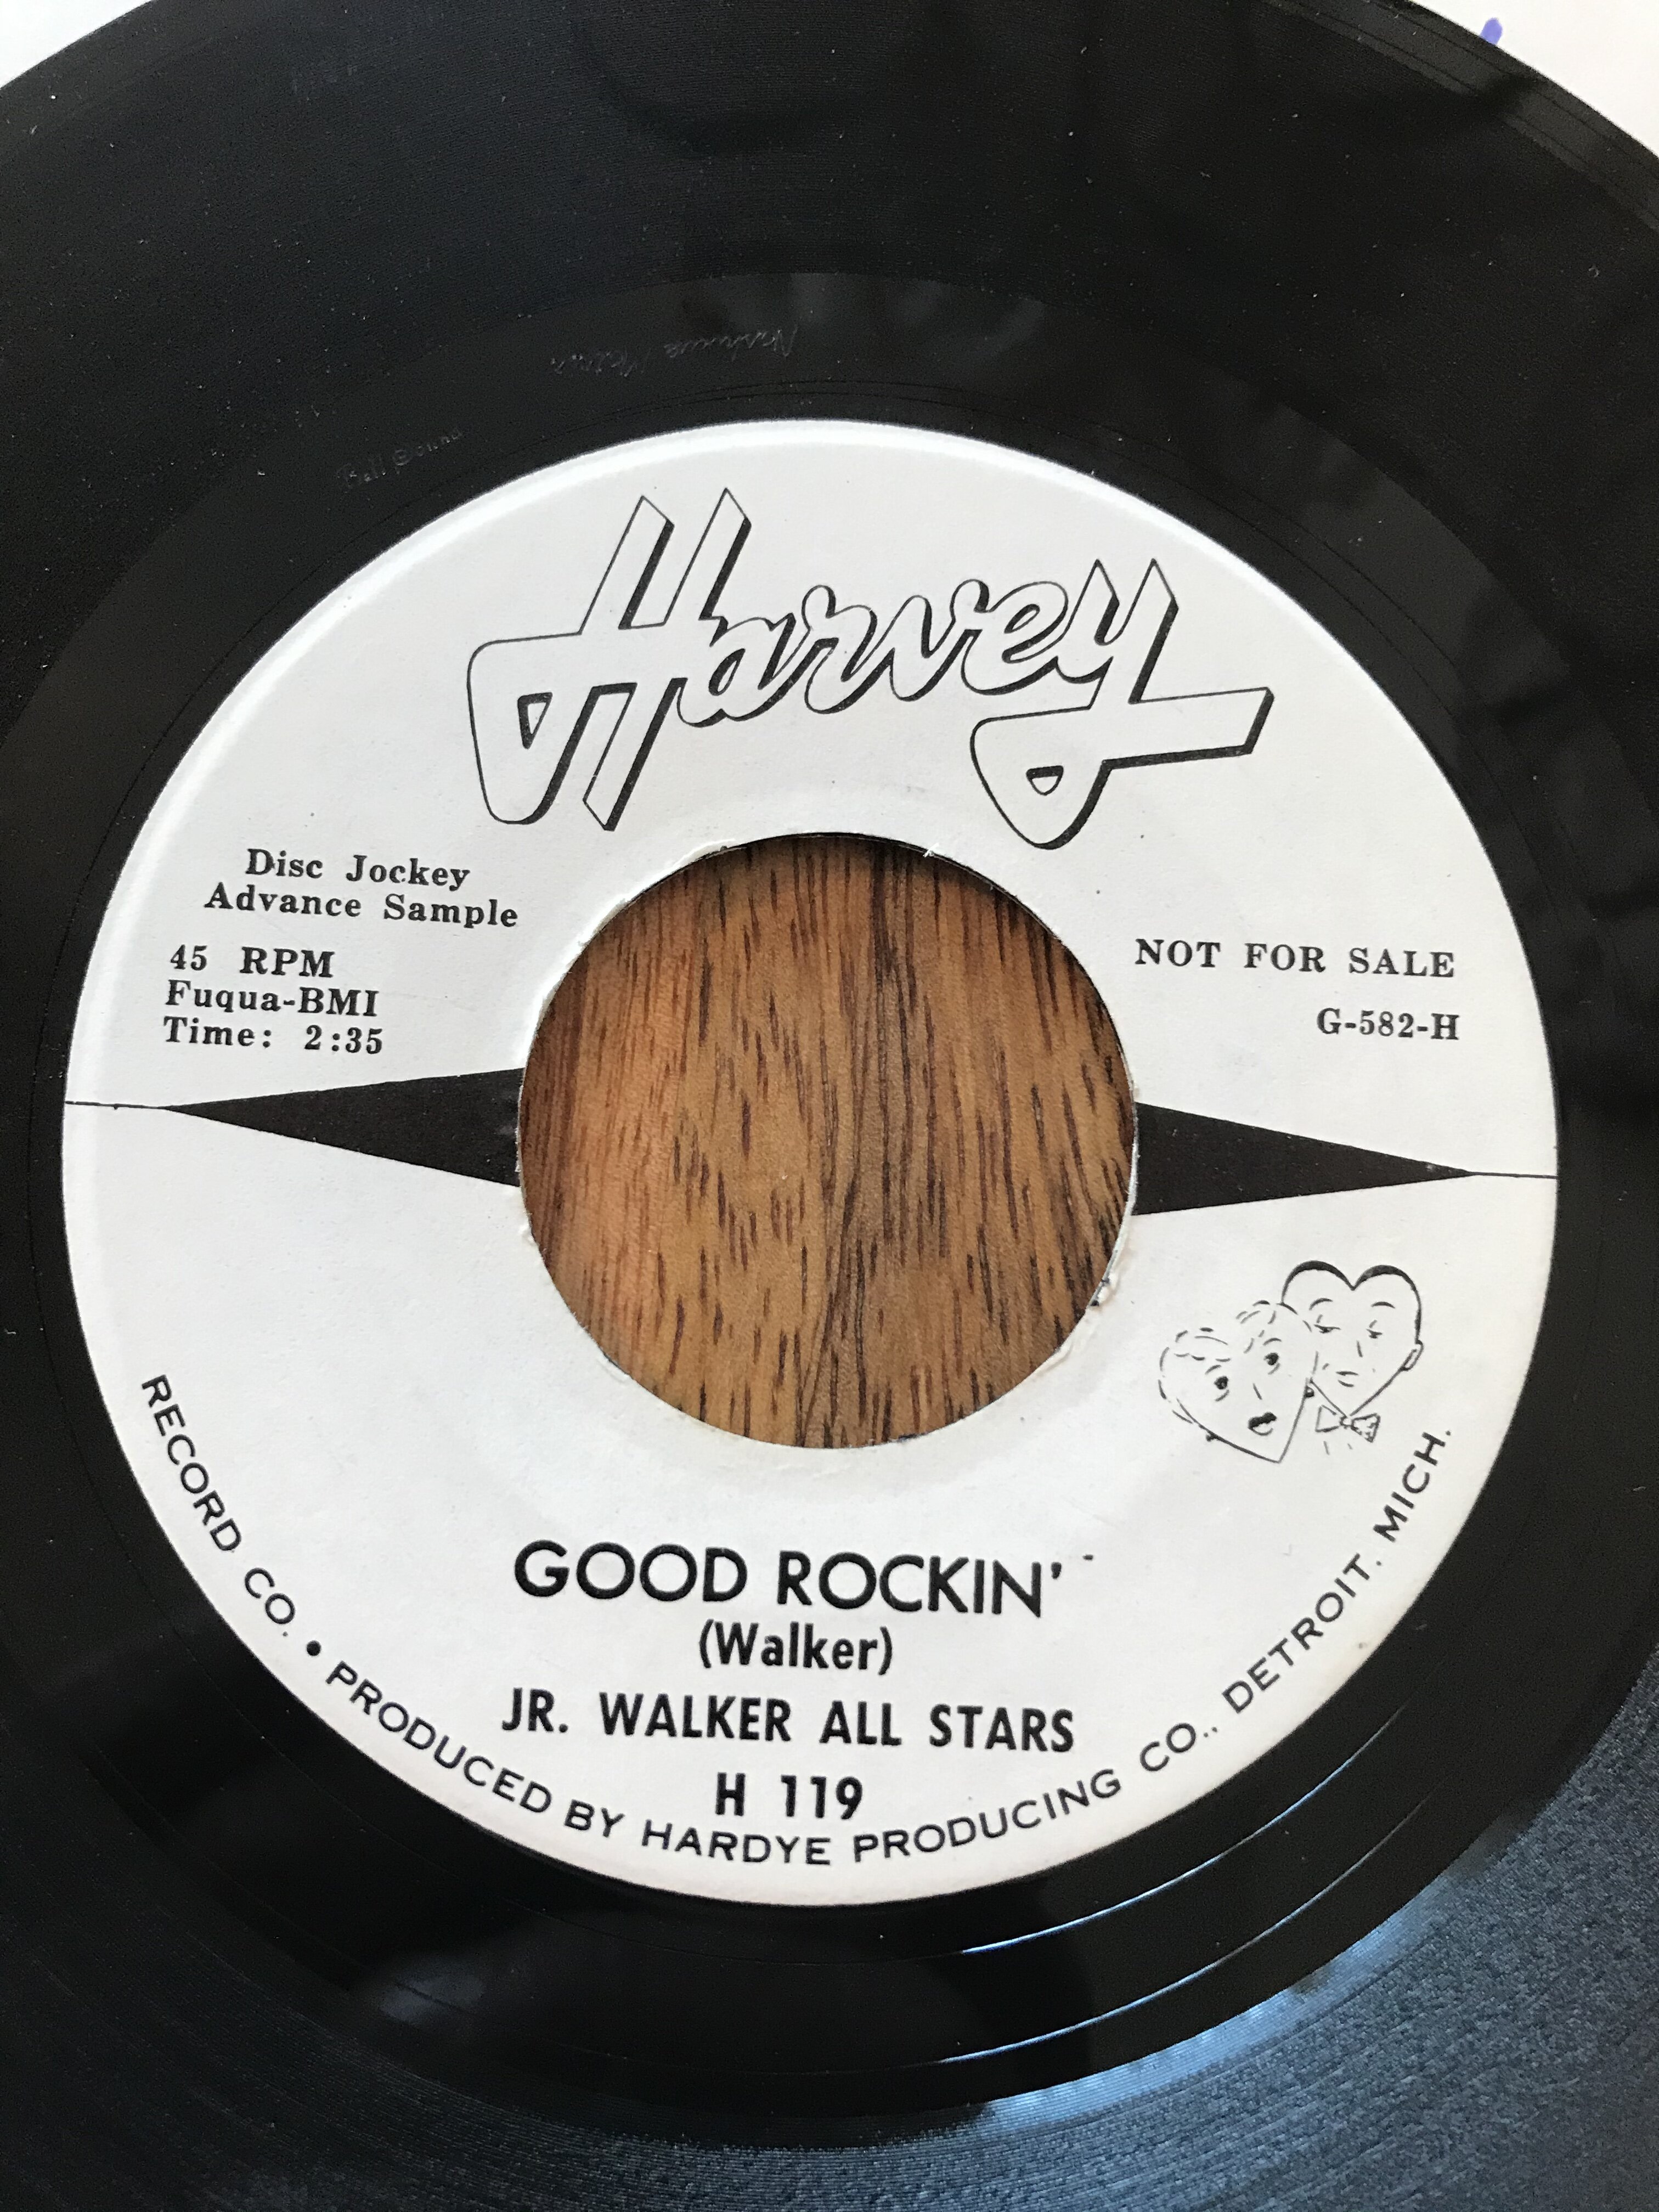 Harvey
Disc Jockey
Advance Sample
45 RPM
Fuqua-BMI
Time: 2:35
NOT FOR SALE
G-582-H
GOOD ROCKIN'
(Walker)
JR. WALKER ALL STARS
H 119
RECORD CO. • PRODUCED BY HARDYE PRODUCING CO., DETROIT. MICH.